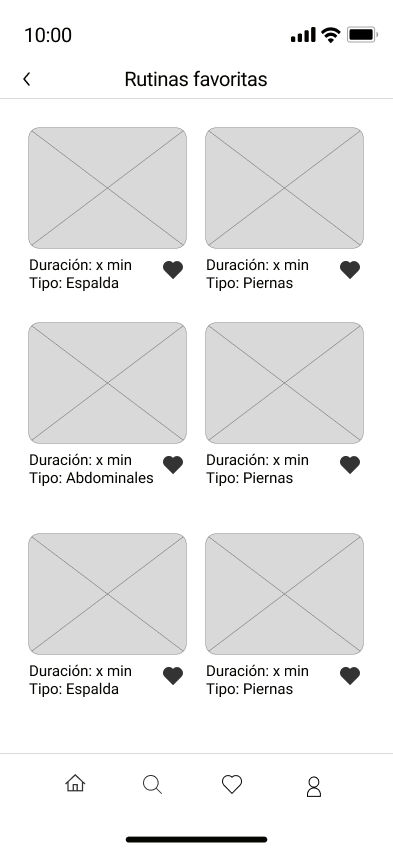 10:00
Rutinas favoritas
Duración: x min
Tipo: Espalda
Duración: x min
Tipo: Piernas
Duración: x min
Tipo: Abdominales
Duración: x min
Tipo: Piernas
Duración: x min
Tipo: Espalda
Duración: x min
Tipo: Piernas